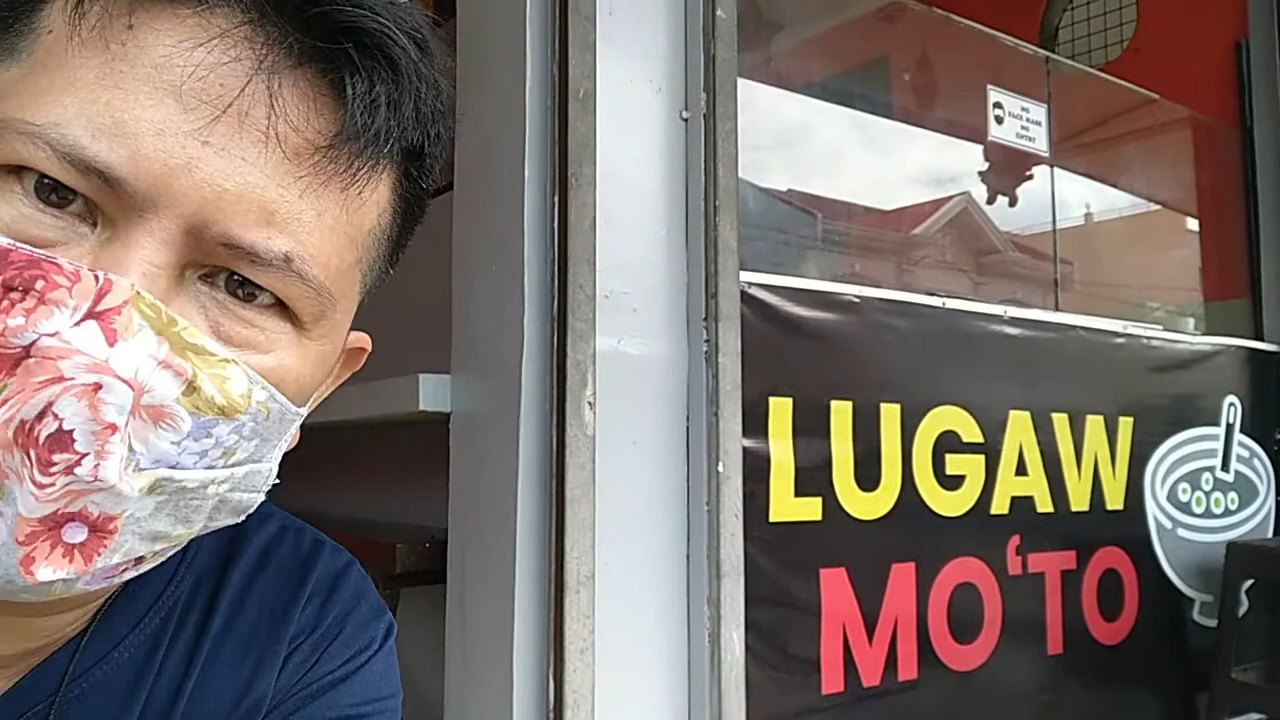 NO
FACE MASK
NO
ENTRY
LUGAW
MO‘TO